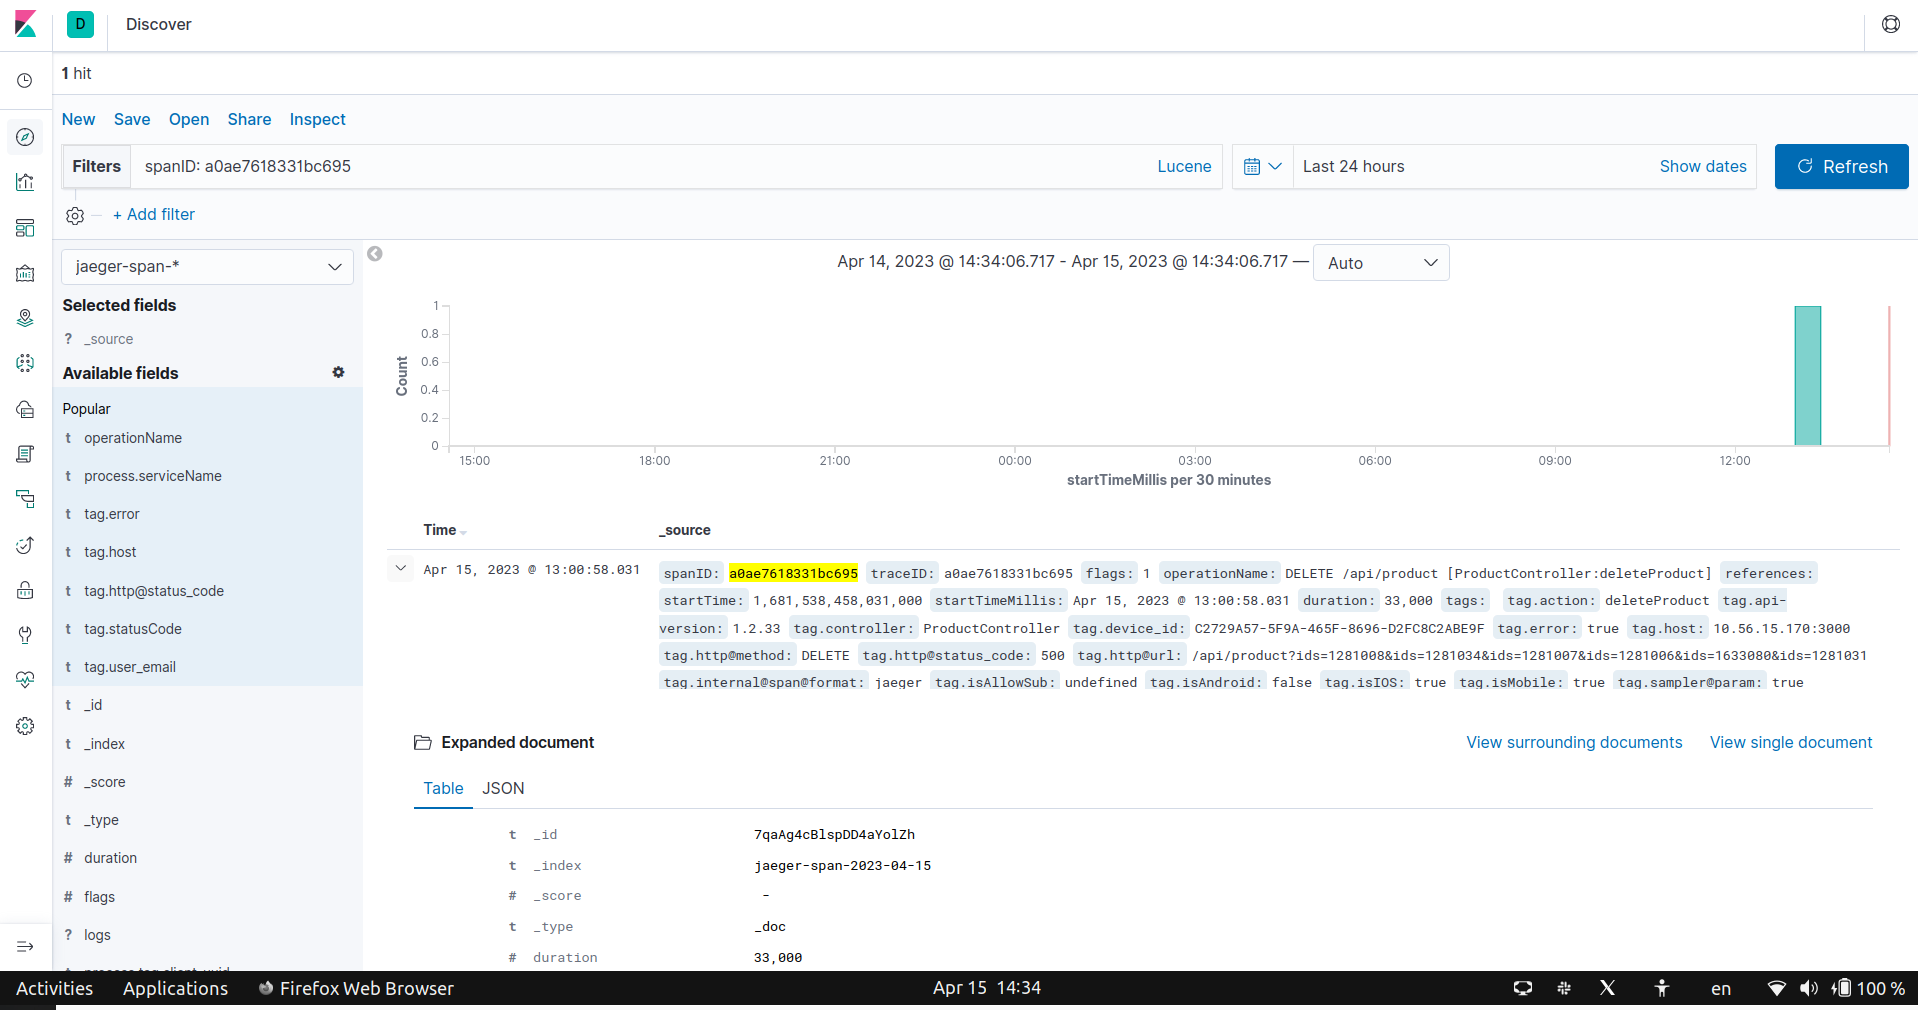 D Discover
1 hit
New Save Open Share Inspect
Filters spanID: a0ae7618331bc695 Lucene Last 24 hours Show dates Refresh
+ Add filter
jaeger-span-*
Selected fields
? _source
Available fields
Popular
t operationName
t process.serviceName
t tag.error
t tag.host
t tag.http@status_code
t tag.statusCode
t tag.user_email
t _id
t _index
# _score
t _type
# duration
# flags
? logs
Apr 14, 2023 @ 14:34:06.717 - Apr 15, 2023 @ 14:34:06.717 — Auto
Count
1
0.8
0.6
0.4
0.2
0
15:00 18:00 21:00 00:00 03:00 06:00 09:00 12:00
startTimeMillis per 30 minutes
Time _source
Apr 15, 2023 @ 13:00:58.031
spanID: a0ae7618331bc695 traceID: a0ae7618331bc695 flags: 1 operationName: DELETE /api/product [ProductController:deleteProduct] references:
startTime: 1,681,538,458,031,000 startTimeMillis: Apr 15, 2023 @ 13:00:58.031 duration: 33,000 tags: tag.action: deleteProduct tag.api-
version: 1.2.33 tag.controller: ProductController tag.device_id: C2729A57-5F9A-465F-8696-D2FC8C2ABE9F tag.error: true tag.host: 10.56.15.170:3000
tag.http@method: DELETE tag.http@status_code: 500 tag.http@url: /api/product?ids=1281008&ids=1281034&ids=1281007&ids=1281006&ids=1633080&ids=1281031
tag.internal@span@format: jaeger tag.isAllowSub: undefined tag.isAndroid: false tag.isIOS: true tag.isMobile: true tag.sampler@param: true
Expanded document View surrounding documents View single document
Table JSON
t _id 7qaAg4cBlspDD4aYolZh
t _index jaeger-span-2023-04-15
# _score -
t _type _doc
# duration 33,000
Activities Applications Firefox Web Browser Apr 15 14:34 en 100 %